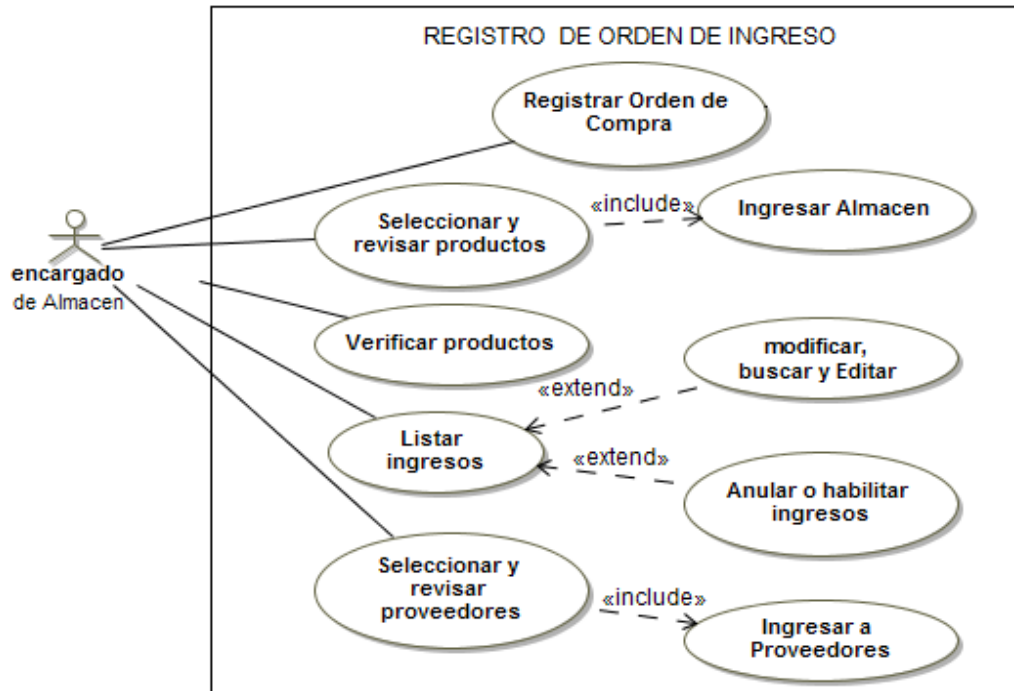 REGISTRO DE ORDEN DE INGRESO
Registrar Orden de
Compra
Seleccionar y
revisar productos
«include»
Ingresar Almacen
encargado
de Almacen
Verificar productos
modificar,
buscar y Editar
«extend»
Listar
ingresos
«extend»
Anular o habilitar
ingresos
Seleccionar y
revisar
proveedores
«include»
Ingresar a
Proveedores